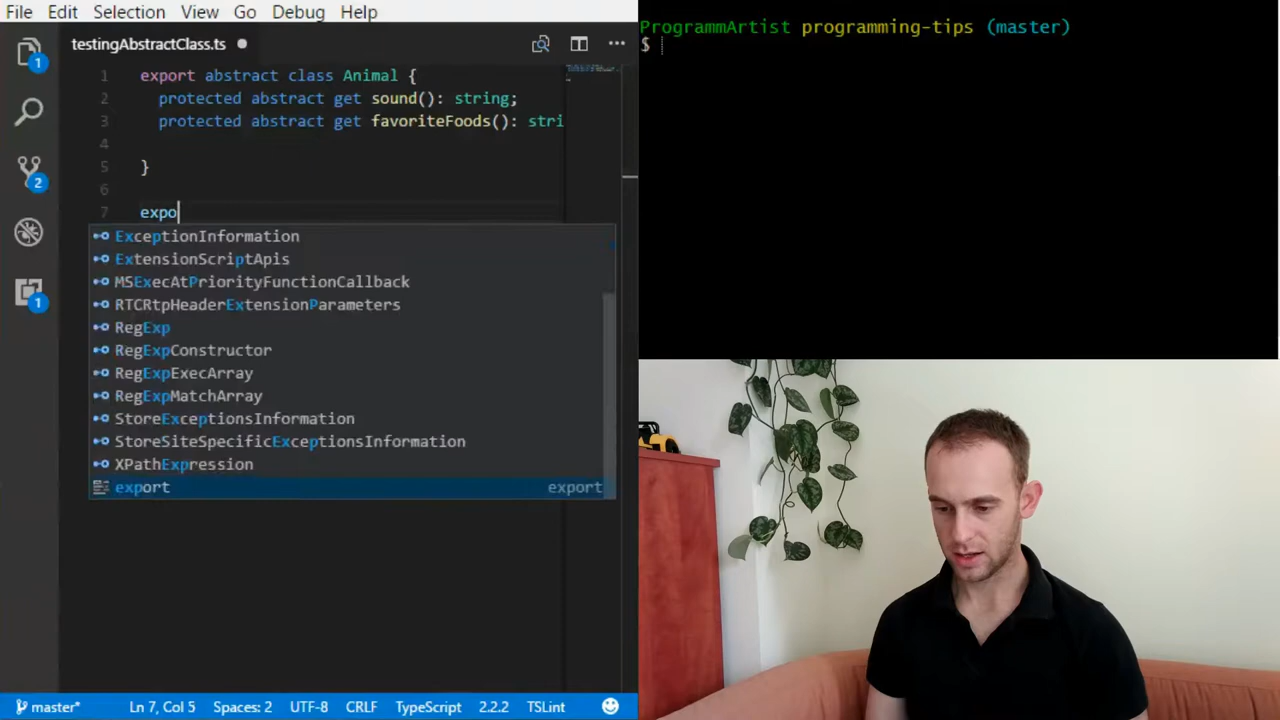 File Edit Selection View Go Debug Help
testingAbstractClass.ts
1 export abstract class Animal {
2 protected abstract get sound(): string;
3 protected abstract get favoriteFoods(): stri
4
5 }
6
7 expo
ExceptionInformation
ExtensionScriptApis
MSExecAtPriorityFunctionCallback
RTCRtpHeaderExtensionParameters
RegExp
RegExpConstructor
RegExpExecArray
RegExpMatchArray
StoreExceptionsInformation
StoreSiteSpecificExceptionsInformation
XPathExpression
export export
1
2
1
master* Ln 7, Col 5 Spaces: 2 UTF-8 CRLF TypeScript 2.2.2 TSLint
ProgrammArtist programming-tips (master)
$